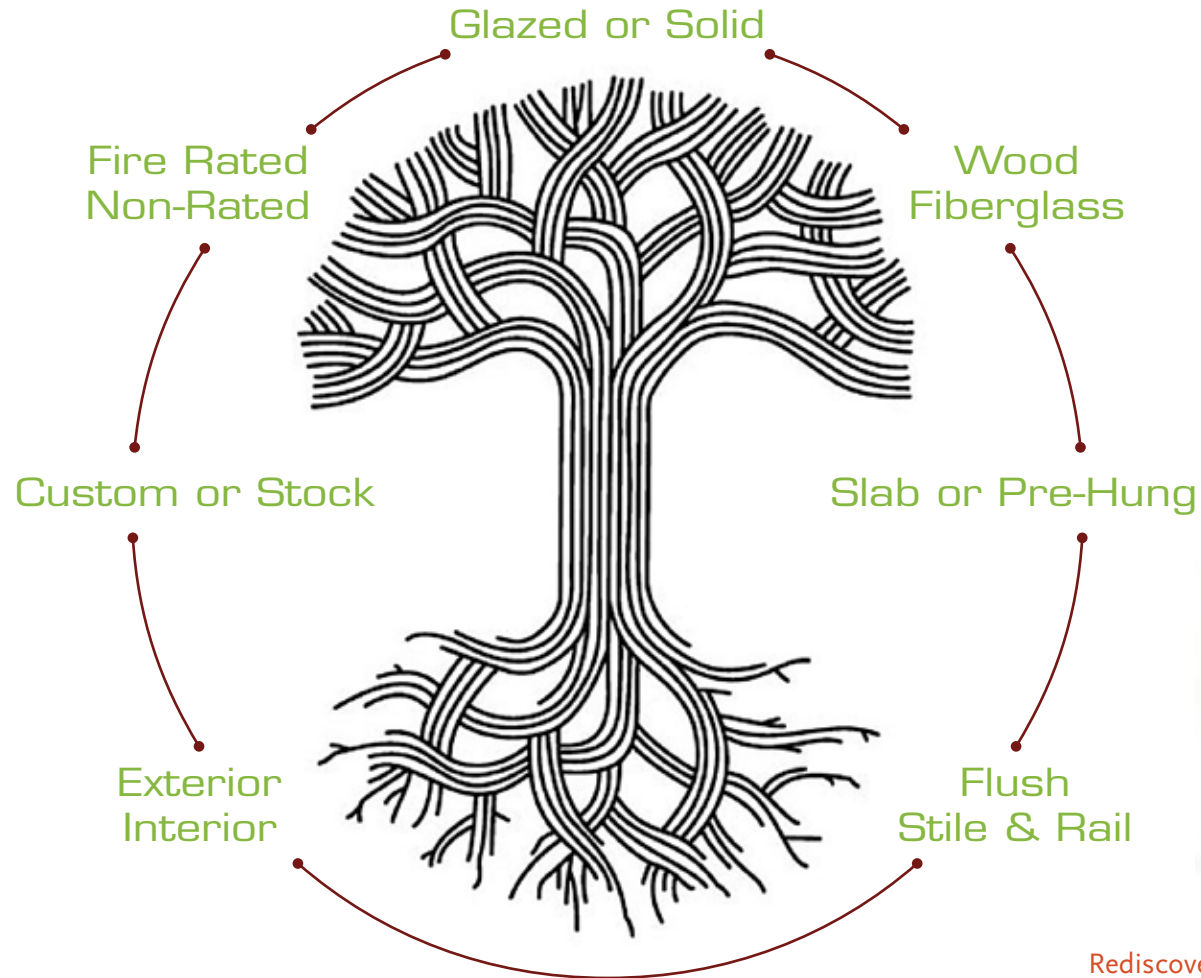 Glazed or Solid
Fire Rated
Non-Rated
Wood
Fiberglass
Custom or Stock
Slab or Pre-Hung
Exterior
Interior
Flush
Stile & Rail